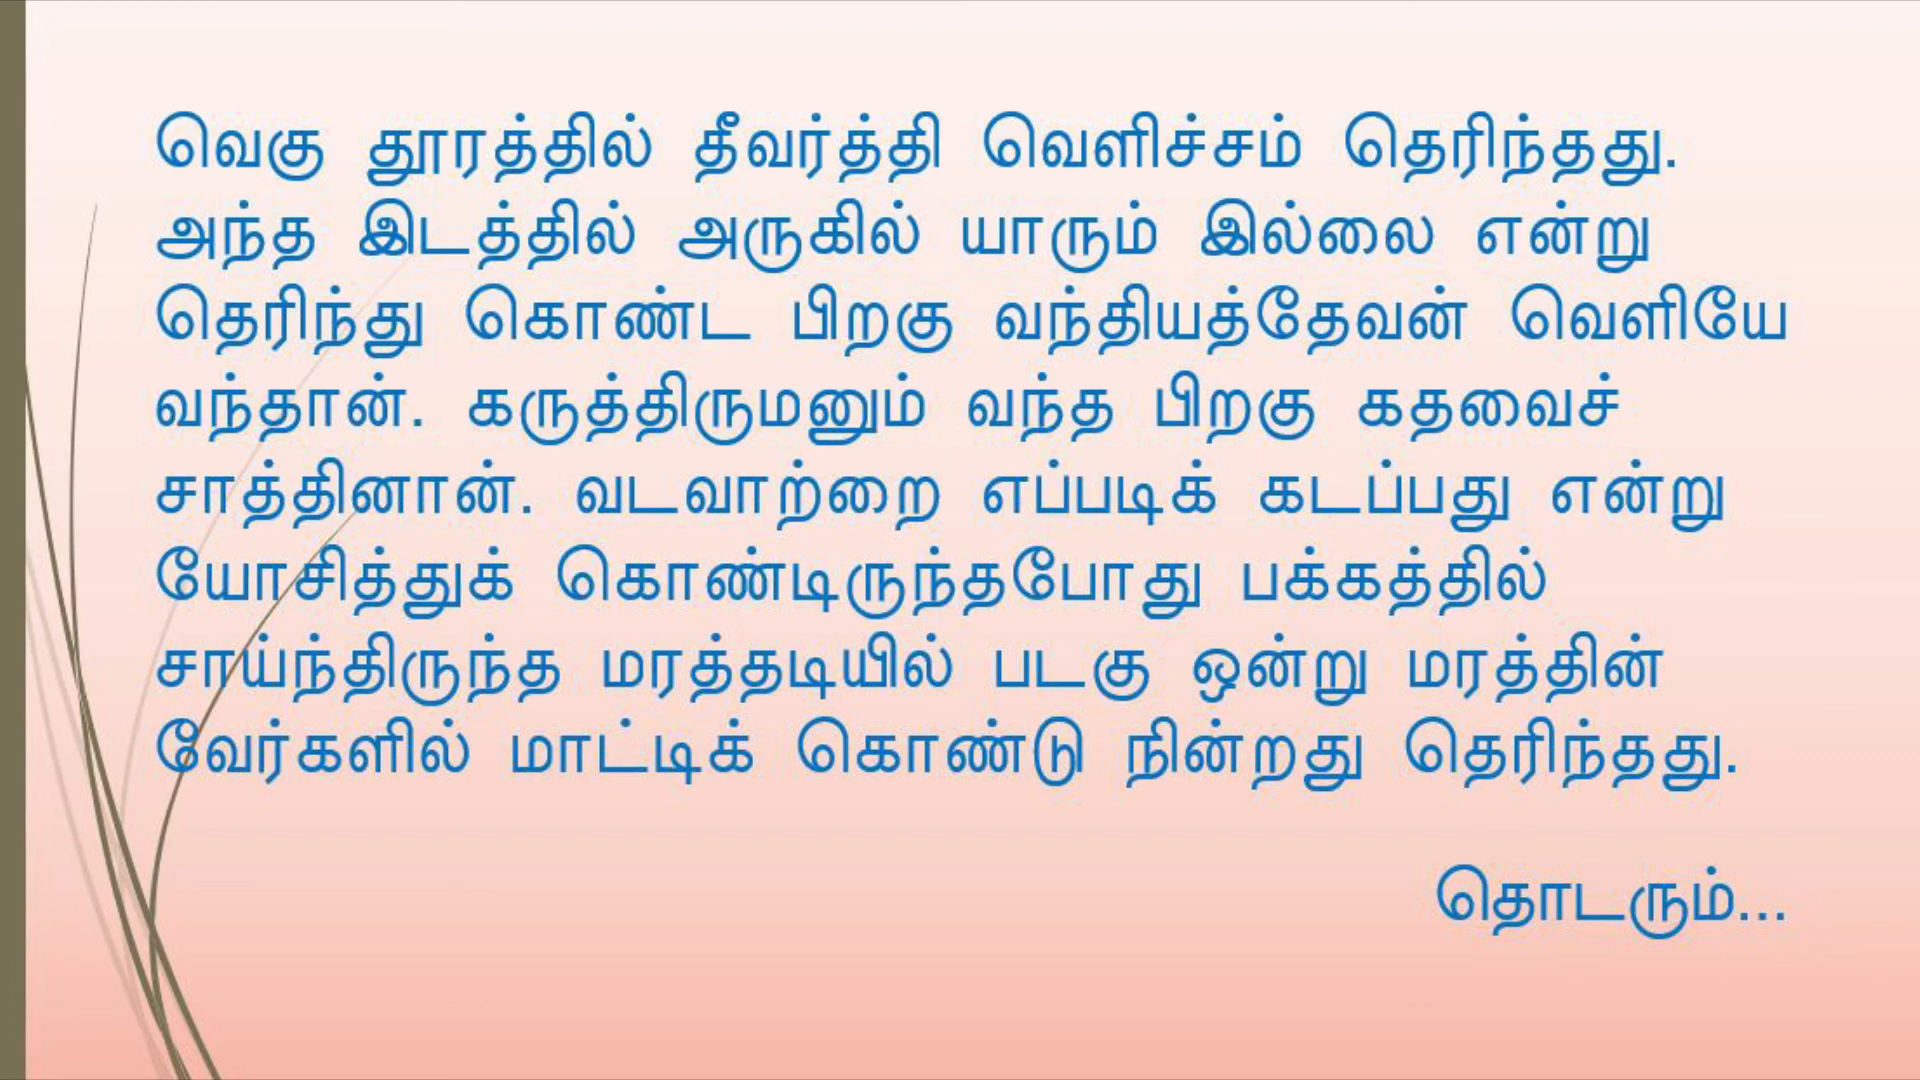 வெகு தூரத்தில் தீவர்த்தி வெளிச்சம் தெரிந்தது.
அந்த இடத்தில் அருகில் யாரும் இல்லை என்று
தெரிந்து கொண்ட பிறகு வந்தியத்தேவன் வெளியே
வந்தான். கருத்திருமனும் வந்த பிறகு கதவைச்
சாத்தினான். வடவாற்றை எப்படிக் கடப்பது என்று
யோசித்துக் கொண்டிருந்தபோது பக்கத்தில்
சாய்ந்திருந்த மரத்தடியில் படகு ஒன்று மரத்தின்
வேர்களில் மாட்டிக் கொண்டு நின்றது தெரிந்தது.
தொடரும்...